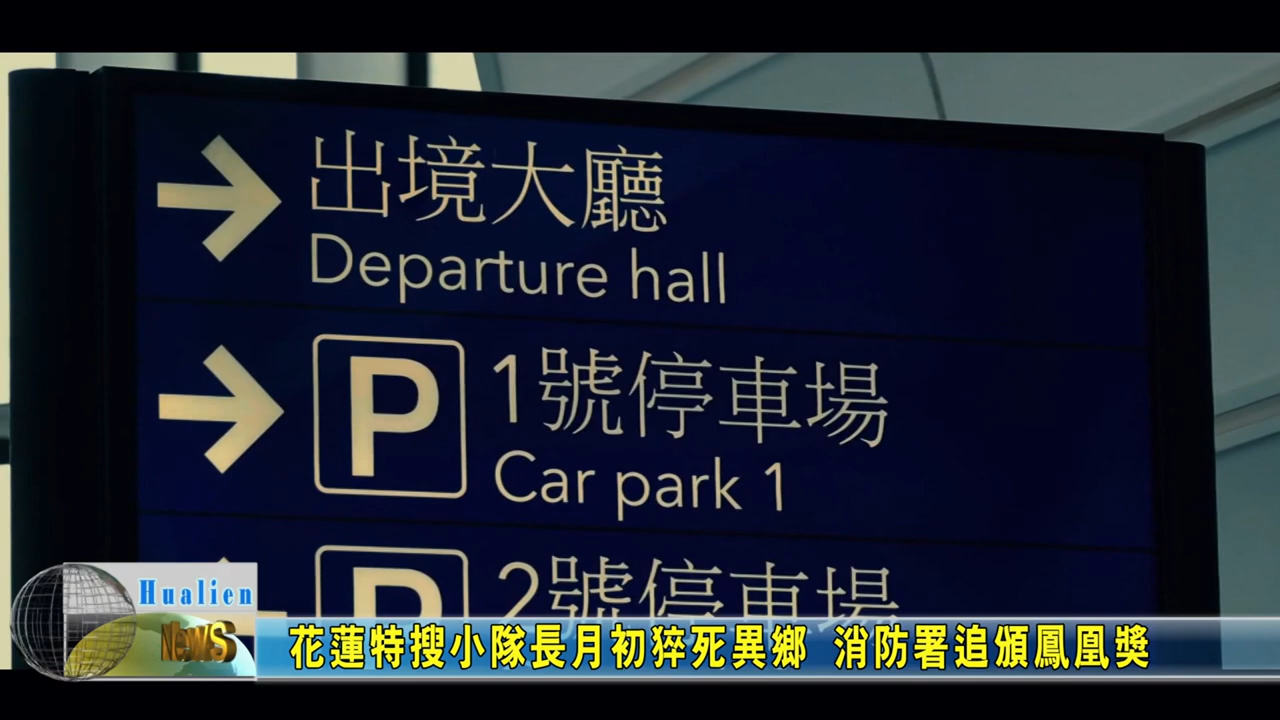 出境大廳
Departure hall
P
1號停車場
Car park 1
P
2號停車場
Hualien
News
花蓮特搜小隊長月初猝死異鄉 消防署追頒鳳凰獎